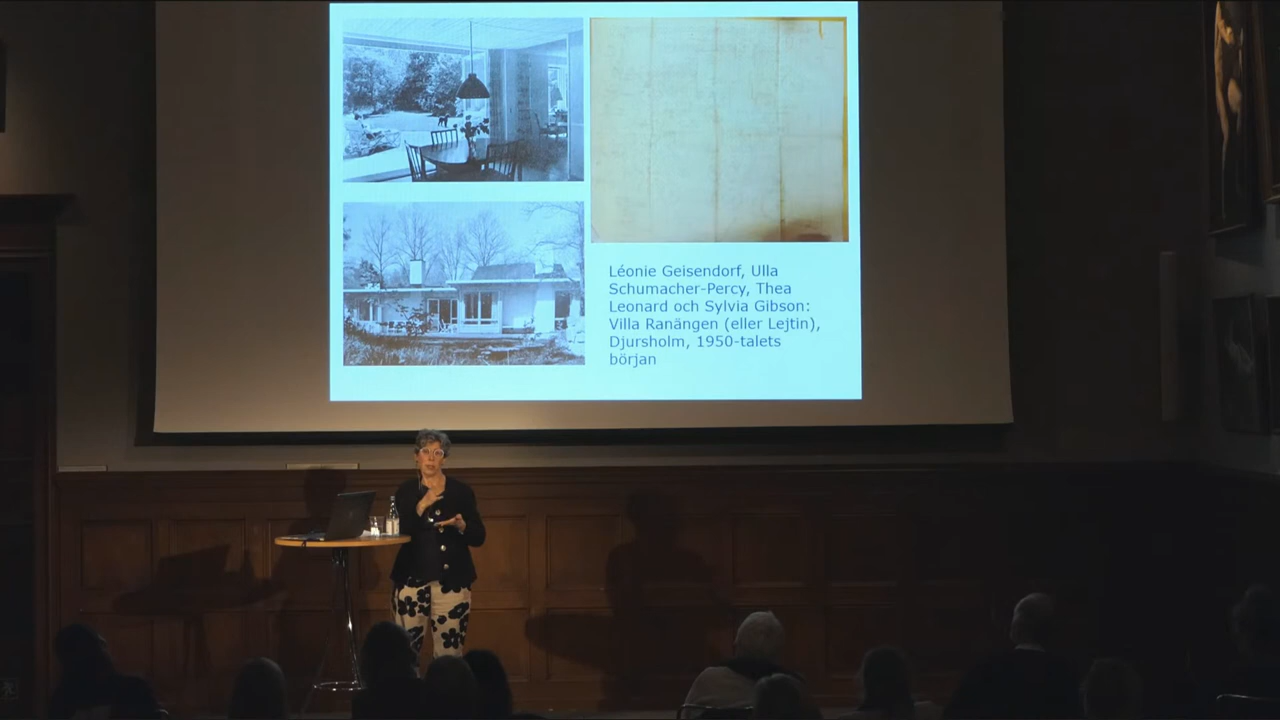 Léonie Geisendorf, Ulla
Schumacher-Percy, Thea
Leonard och Sylvia Gibson:
Villa Ranängen (eller Lejtin),
Djursholm, 1950-talets
början